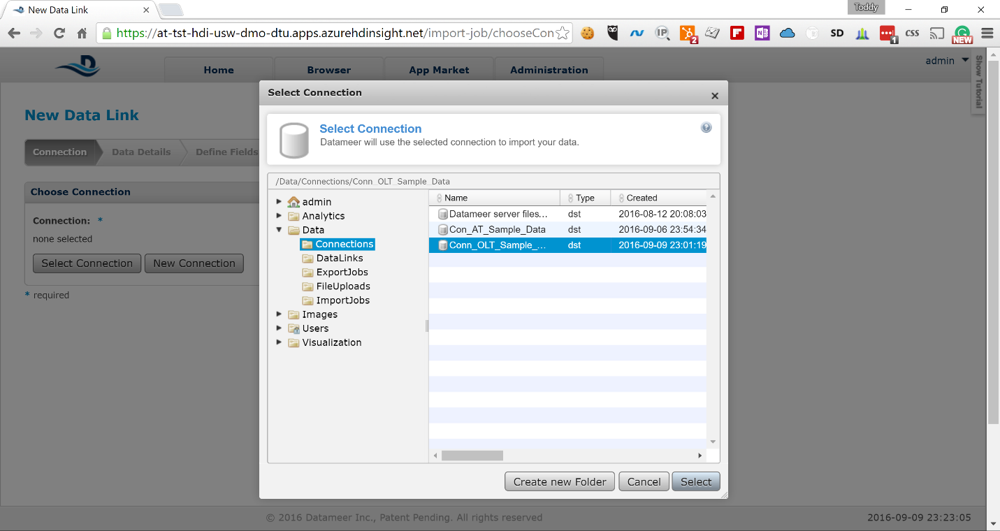 New Data Link
Toddy
https://at-tst-hdi-usw-dmo-dtu.apps.azurehdinsight.net/import-job/chooseCon
IP
2
F
N
SD
1
CSS
NEW
D
Home
Browser
App Market
Administration
admin
Show Tutorial
New Data Link
Connection
Data Details
Define Fields
Choose Connection
Connection: *
none selected
Select Connection
New Connection
* required
Select Connection
Select Connection
Datameer will use the selected connection to import your data.
/Data/Connections/Conn_OLT_Sample_Data
admin
Analytics
Data
Connections
DataLinks
ExportJobs
FileUploads
ImportJobs
Images
Users
Visualization
Name Type Created
Datameer server files... dst 2016-08-12 20:08:03
Con_AT_Sample_Data dst 2016-09-06 23:54:34
Conn_OLT_Sample_... dst 2016-09-09 23:01:19
Create new Folder
Cancel
Select
© 2016 Datameer Inc., Patent Pending. All rights reserved
2016-09-09 23:23:05